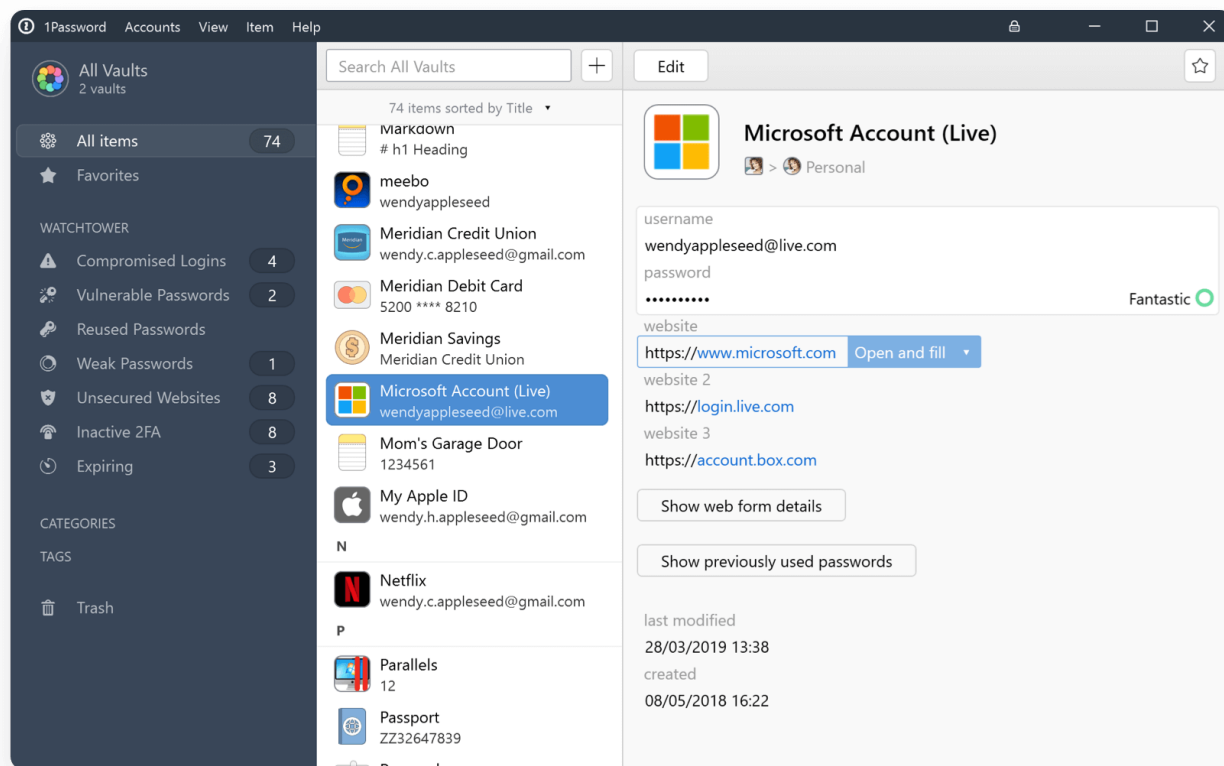 1Password Accounts View Item Help
All Vaults
2 vaults
All items 74
Favorites
WATCHTOWER
Compromised Logins 4
Vulnerable Passwords 2
Reused Passwords
Weak Passwords 1
Unsecured Websites 8
Inactive 2FA 8
Expiring 3
CATEGORIES
TAGS
Trash
Search All Vaults
74 items sorted by Title
Markdown
# h1 Heading
meebo
wendyappleseed
Meridian Credit Union
wendy.c.appleseed@gmail.com
Meridian Debit Card
5200 **** 8210
Meridian Savings
Meridian Credit Union
Microsoft Account (Live)
wendyappleseed@live.com
Mom's Garage Door
1234561
My Apple ID
wendy.h.appleseed@gmail.com
N
Netflix
wendy.c.appleseed@gmail.com
P
Parallels
12
Passport
ZZ32647839
Edit
Microsoft Account (Live)
> Personal
username
wendyappleseed@live.com
password
•••••••••• Fantastic
website
https://www.microsoft.com Open and fill
website 2
https://login.live.com
website 3
https://account.box.com
Show web form details
Show previously used passwords
last modified
28/03/2019 13:38
created
08/05/2018 16:22